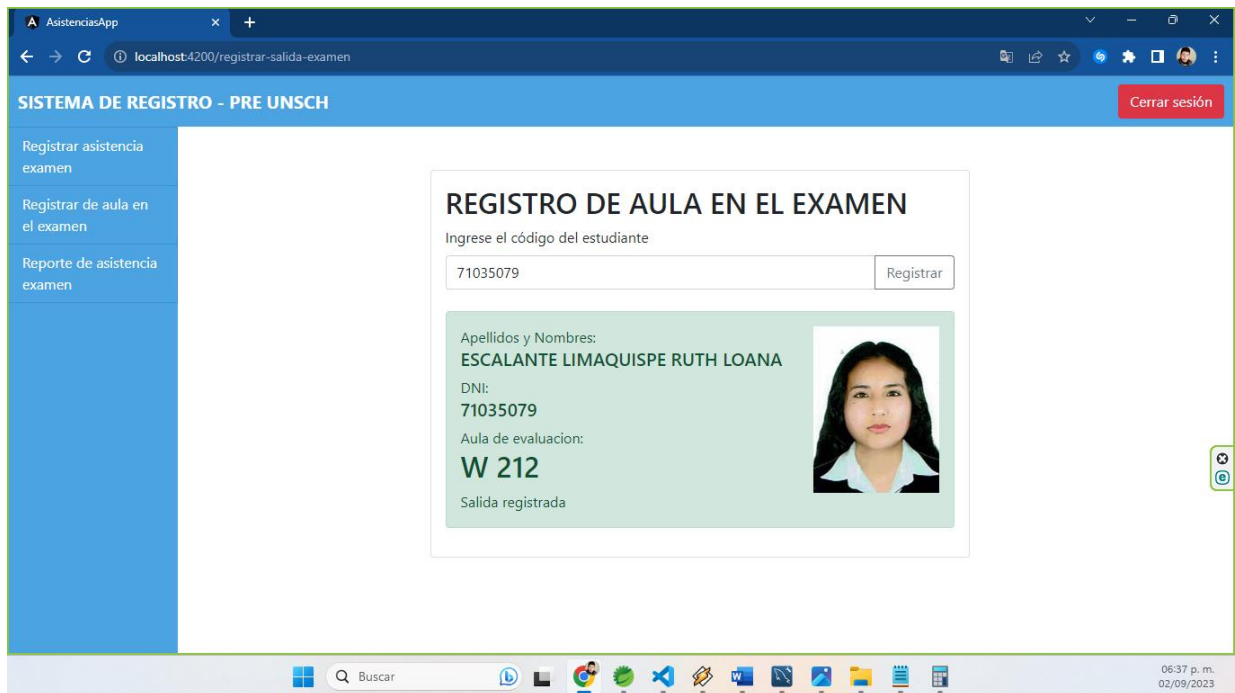 AsistenciasApp
localhost:4200/registrar-salida-examen
SISTEMA DE REGISTRO - PRE UNSCH
Cerrar sesión
Registrar asistencia
examen
Registrar de aula en
el examen
Reporte de asistencia
examen
REGISTRO DE AULA EN EL EXAMEN
Ingrese el código del estudiante
71035079
Registrar
Apellidos y Nombres:
ESCALANTE LIMAQUISPE RUTH LOANA
DNI:
71035079
Aula de evaluacion:
W 212
Salida registrada
Buscar
06:37 p. m.
02/09/2023